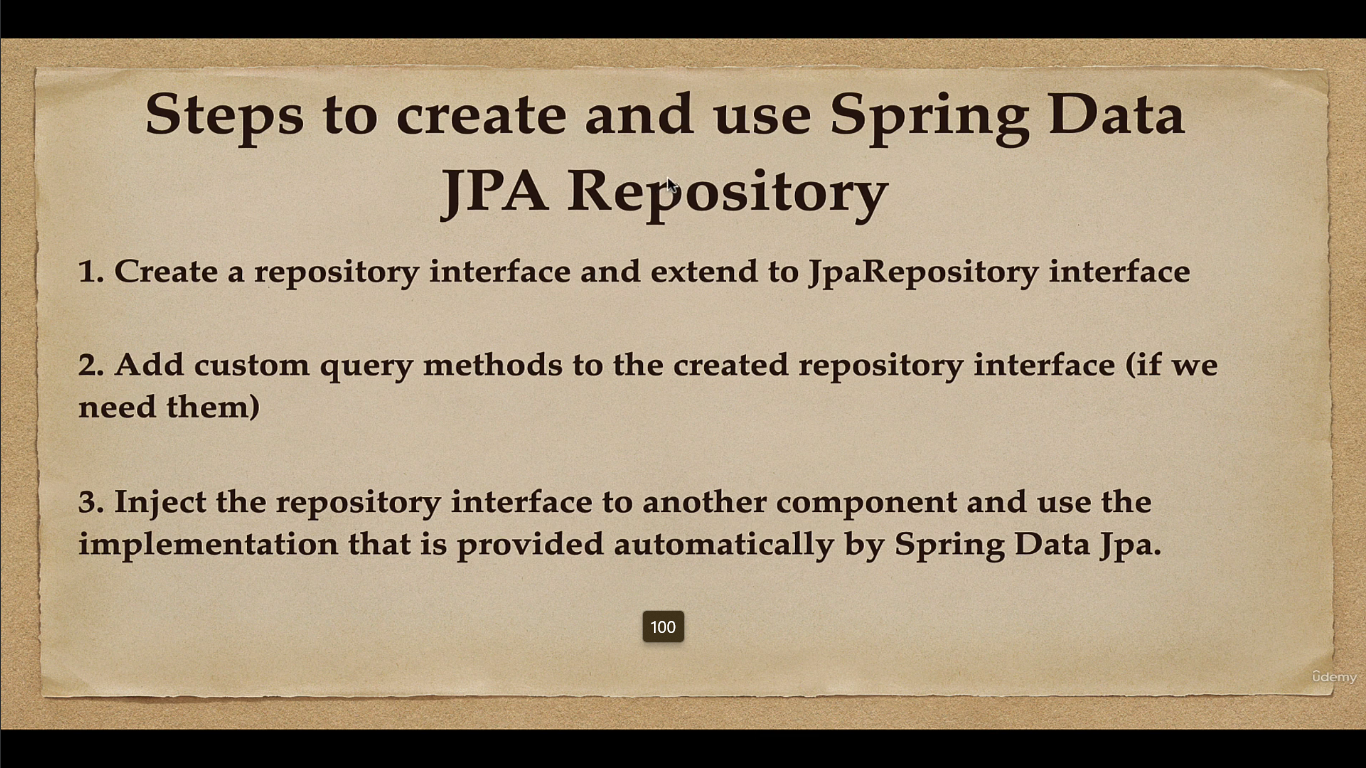 Steps to create and use Spring Data
JPA Repository
1. Create a repository interface and extend to JpaRepository interface
2. Add custom query methods to the created repository interface (if we
need them)
3. Inject the repository interface to another component and use the
implementation that is provided automatically by Spring Data Jpa.
100
ûdemy